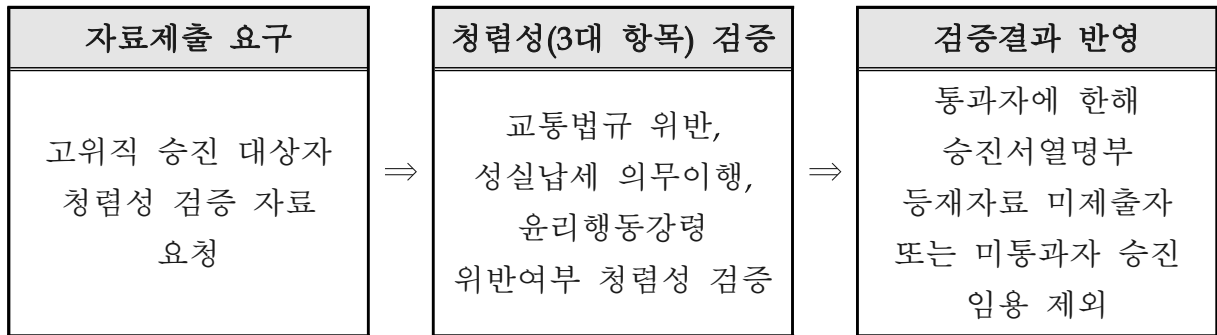 자료제출 요구
고위직 승진 대상자
청렴성 검증 자료
요청
⇒
청렴성(3대 항목) 검증
교통법규 위반,
성실납세 의무이행,
윤리행동강령
위반여부 청렴성 검증
⇒
검증결과 반영
통과자에 한해
승진서열명부
등재자료 미제출자
또는 미통과자 승진
임용 제외